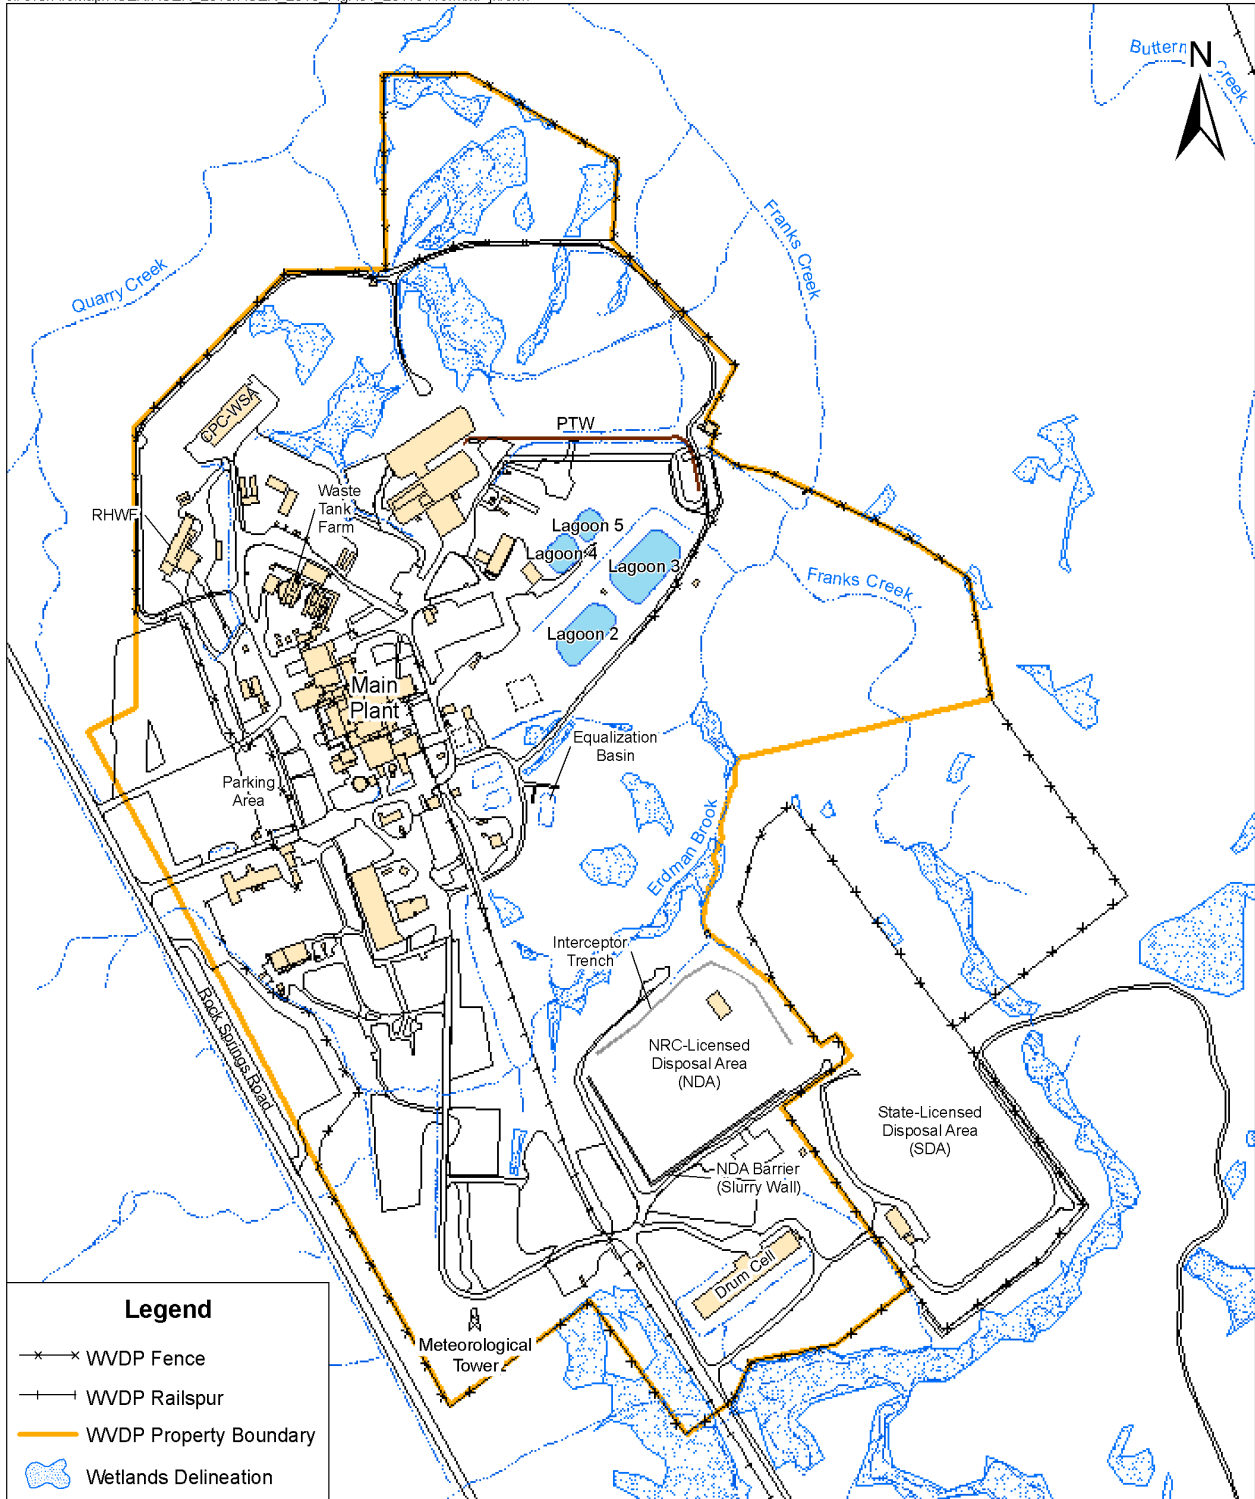 Buttern
Creek
N
Franks Creek
Quarry Creek
CPC-WSA
PTW
Waste
Tank
Farm
RHWF
Lagoon 5
Lagoon 4
Lagoon 3
Franks Creek
Lagoon 2
Main
Plant
Equalization
Basin
Parking
Area
Erdman Brook
Interceptor
Trench
Rock Springs Road
NRC-Licensed
Disposal Area
(NDA)
State-Licensed
Disposal Area
(SDA)
NDA Barrier
(Slurry Wall)
Drum Cell
Meteorological
Tower
Legend
WVDP Fence
WVDP Railspur
WVDP Property Boundary
Wetlands Delineation